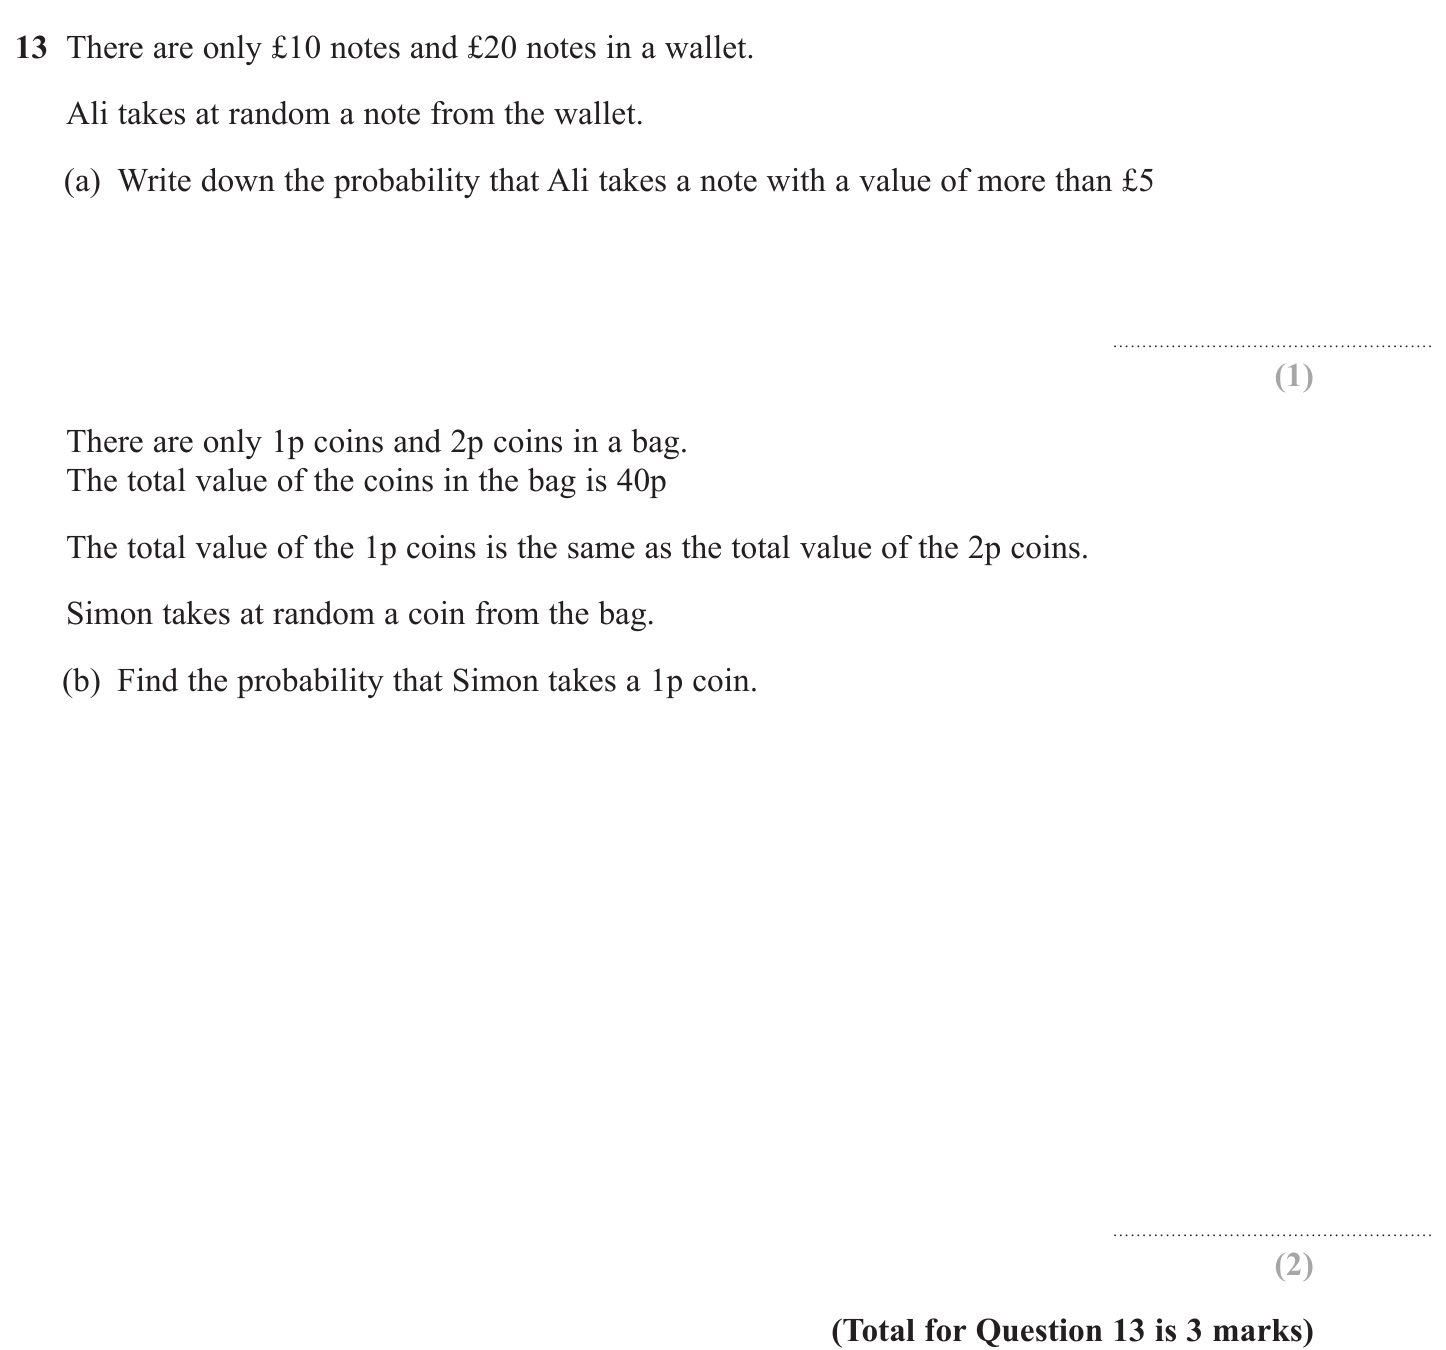 13 There are only £10 notes and £20 notes in a wallet.
Ali takes at random a note from the wallet.
(a) Write down the probability that Ali takes a note with a value of more than £5
(1)
There are only 1p coins and 2p coins in a bag.
The total value of the coins in the bag is 40p
The total value of the 1p coins is the same as the total value of the 2p coins.
Simon takes at random a coin from the bag.
(b) Find the probability that Simon takes a 1p coin.
(2)
(Total for Question 13 is 3 marks)